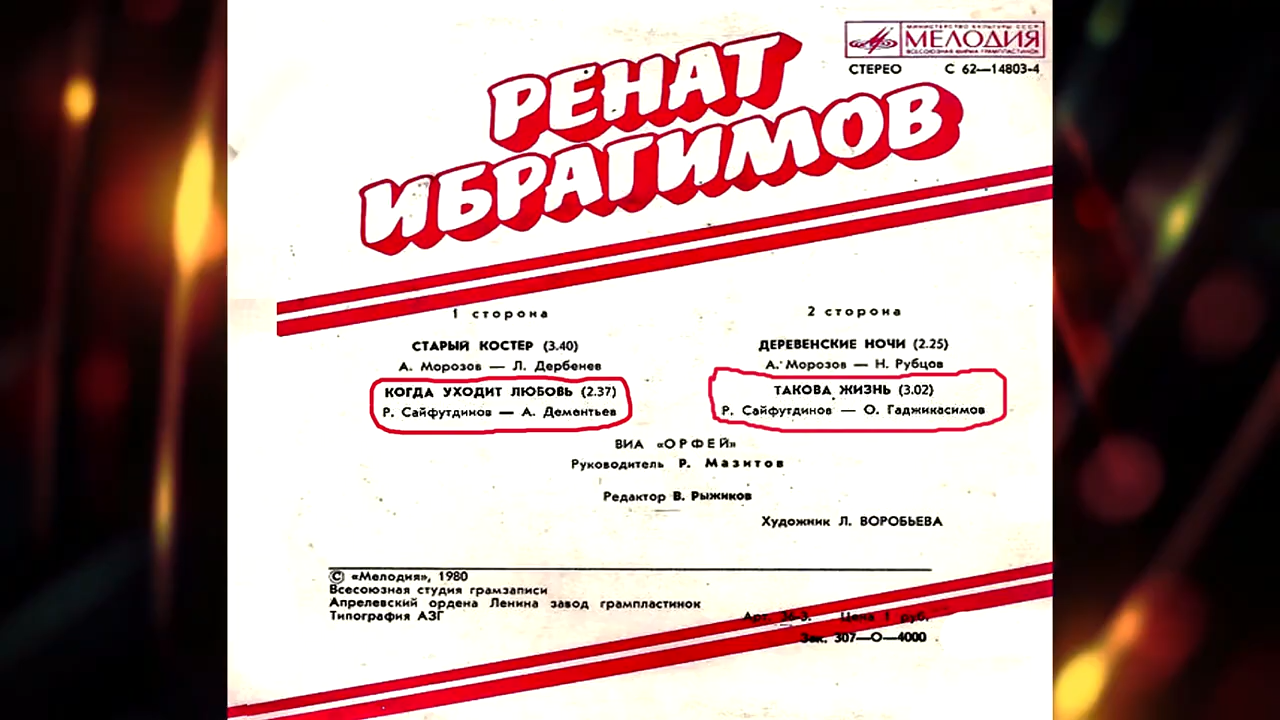 МИНИСТЕРСТВО КУЛЬТУРЫ СССР
МЕЛОДИЯ
ВСЕСОЮЗНАЯ ФИРМА ГРАМПЛАСТИНОК
СТЕРЕО С 62—14803-4
РЕНАТ
ИБРАГИМОВ
1 сторона
СТАРЫЙ КОСТЕР (3.40)
А. Морозов — Л. Дербенев
КОГДА УХОДИТ ЛЮБОВЬ (2.37)
Р. Сайфутдинов — А. Дементьев
2 сторона
ДЕРЕВЕНСКИЕ НОЧИ (2.25)
А. Морозов — Н. Рубцов
ТАКОВА ЖИЗНЬ (3.02)
Р. Сайфутдинов — О. Гаджикасимов
ВИА «ОРФЕЙ»
Руководитель Р. Мазитов
Редактор В. Рыжиков
Художник Л. ВОРОБЬЕВА
© «Мелодия», 1980
Всесоюзная студия грамзаписи
Апрелевский ордена Ленина завод грампластинок
Типография АЗГ
Арт. 36-3. Цена 1 руб.
Зак. 307—О—4000